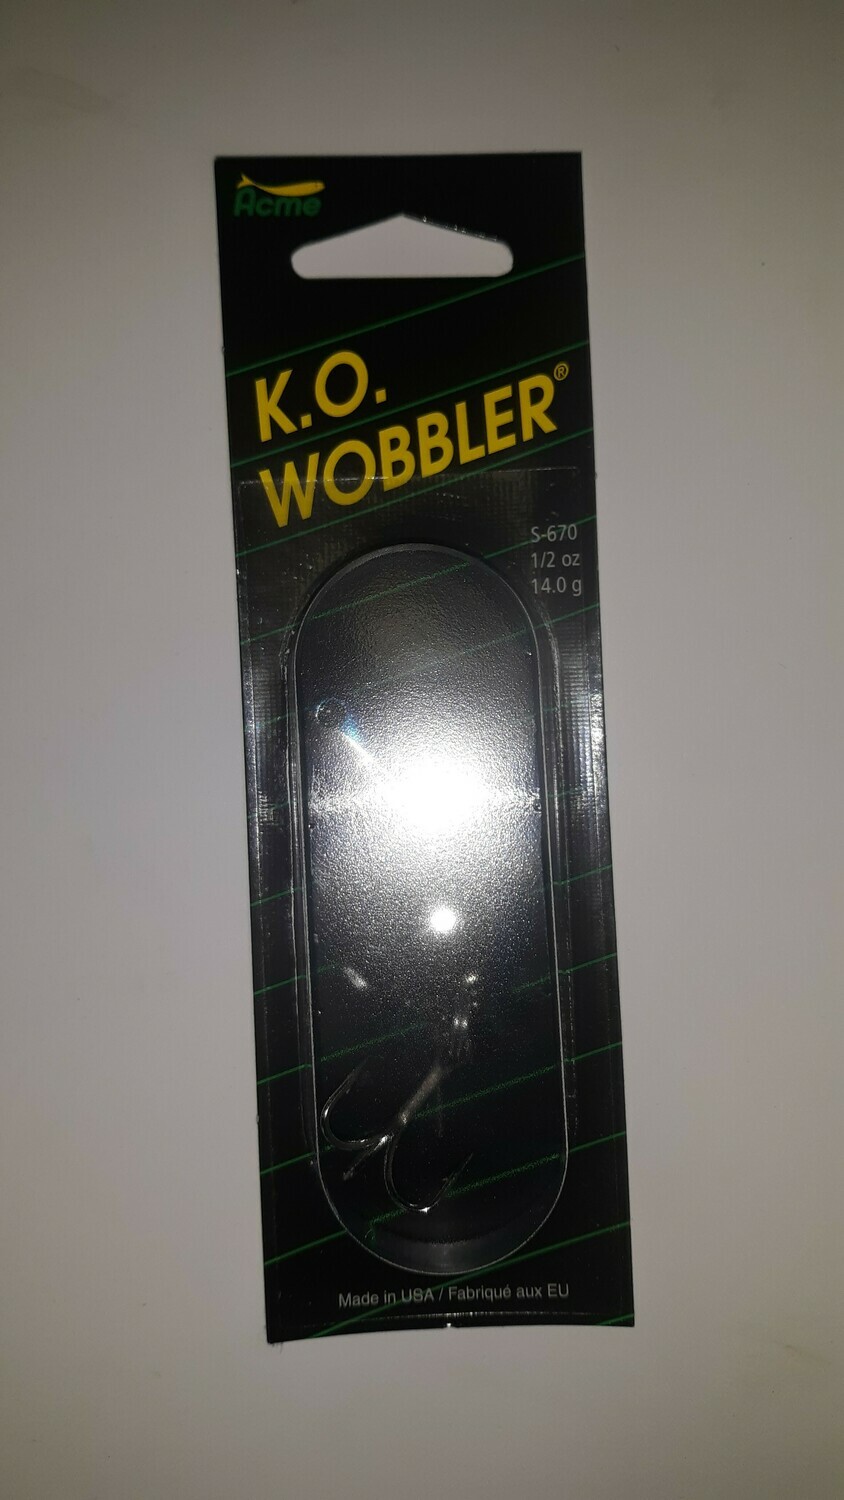 Acme
K.O.
WOBBLER®
S-670
1/2 oz
14.0 g
Made in USA / Fabriqué aux EU